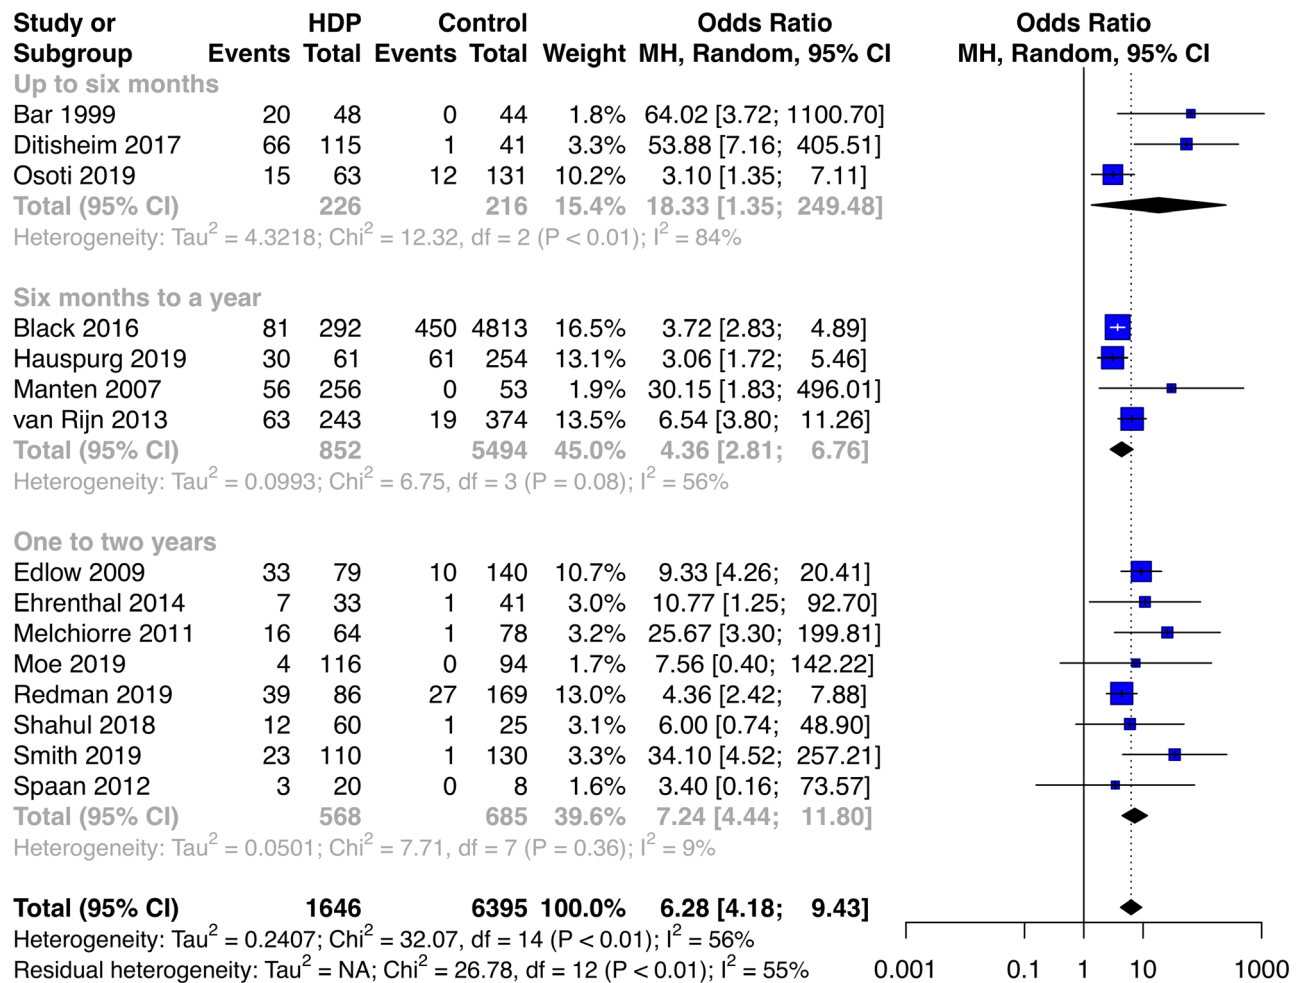 Study or HDP Control Odds Ratio Odds Ratio
Subgroup Events Total Events Total Weight MH, Random, 95% CI MH, Random, 95% CI
Up to six months
Bar 1999 20 48 0 44 1.8% 64.02 [3.72; 1100.70]
Ditisheim 2017 66 115 1 41 3.3% 53.88 [7.16; 405.51]
Osoti 2019 15 63 12 131 10.2% 3.10 [1.35; 7.11]
Total (95% CI) 226 216 15.4% 18.33 [1.35; 249.48]
Heterogeneity: Tau² = 4.3218; Chi² = 12.32, df = 2 (P < 0.01); I² = 84%
Six months to a year
Black 2016 81 292 450 4813 16.5% 3.72 [2.83; 4.89]
Hauspurg 2019 30 61 61 254 13.1% 3.06 [1.72; 5.46]
Manten 2007 56 256 0 53 1.9% 30.15 [1.83; 496.01]
van Rijn 2013 63 243 19 374 13.5% 6.54 [3.80; 11.26]
Total (95% CI) 852 5494 45.0% 4.36 [2.81; 6.76]
Heterogeneity: Tau² = 0.0993; Chi² = 6.75, df = 3 (P = 0.08); I² = 56%
One to two years
Edlow 2009 33 79 10 140 10.7% 9.33 [4.26; 20.41]
Ehrenthal 2014 7 33 1 41 3.0% 10.77 [1.25; 92.70]
Melchiorre 2011 16 64 1 78 3.2% 25.67 [3.30; 199.81]
Moe 2019 4 116 0 94 1.7% 7.56 [0.40; 142.22]
Redman 2019 39 86 27 169 13.0% 4.36 [2.42; 7.88]
Shahul 2018 12 60 1 25 3.1% 6.00 [0.74; 48.90]
Smith 2019 23 110 1 130 3.3% 34.10 [4.52; 257.21]
Spaan 2012 3 20 0 8 1.6% 3.40 [0.16; 73.57]
Total (95% CI) 568 685 39.6% 7.24 [4.44; 11.80]
Heterogeneity: Tau² = 0.0501; Chi² = 7.71, df = 7 (P = 0.36); I² = 9%
Total (95% CI) 1646 6395 100.0% 6.28 [4.18; 9.43]
Heterogeneity: Tau² = 0.2407; Chi² = 32.07, df = 14 (P < 0.01); I² = 56%
Residual heterogeneity: Tau² = NA; Chi² = 26.78, df = 12 (P < 0.01); I² = 55% 0.001 0.1 1 10 1000